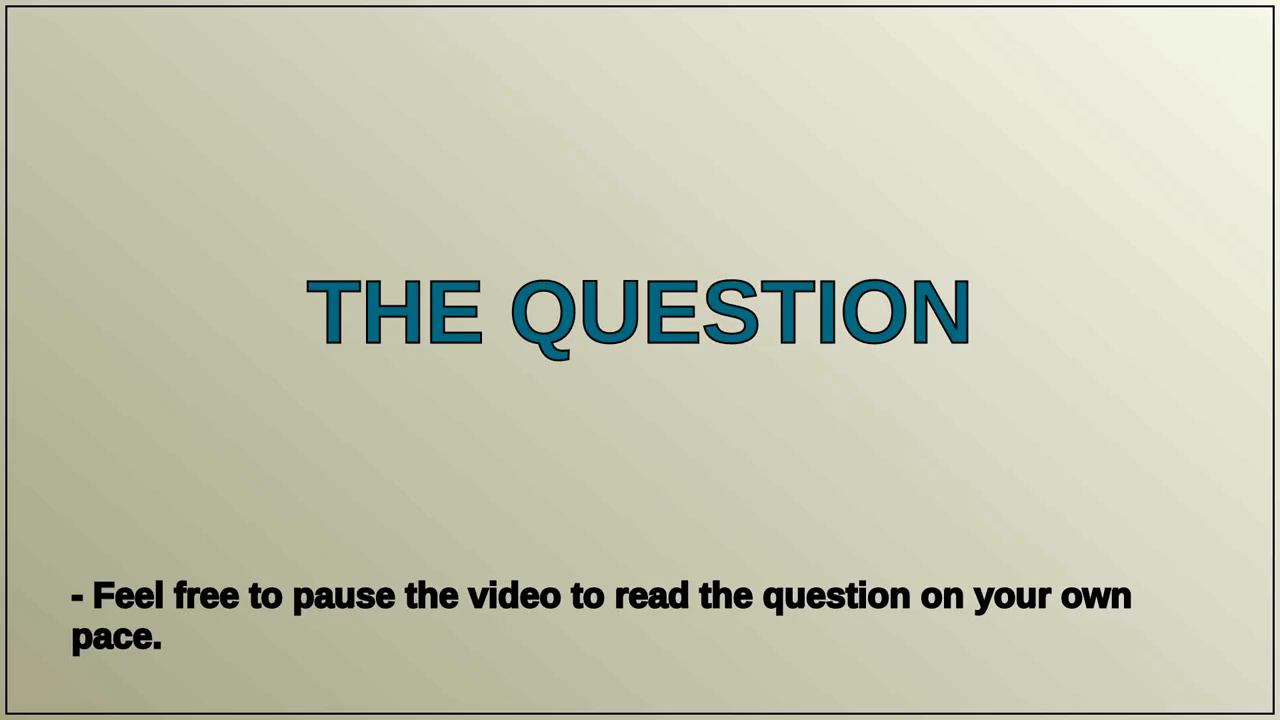 THE QUESTION
- Feel free to pause the video to read the question on your own
pace.